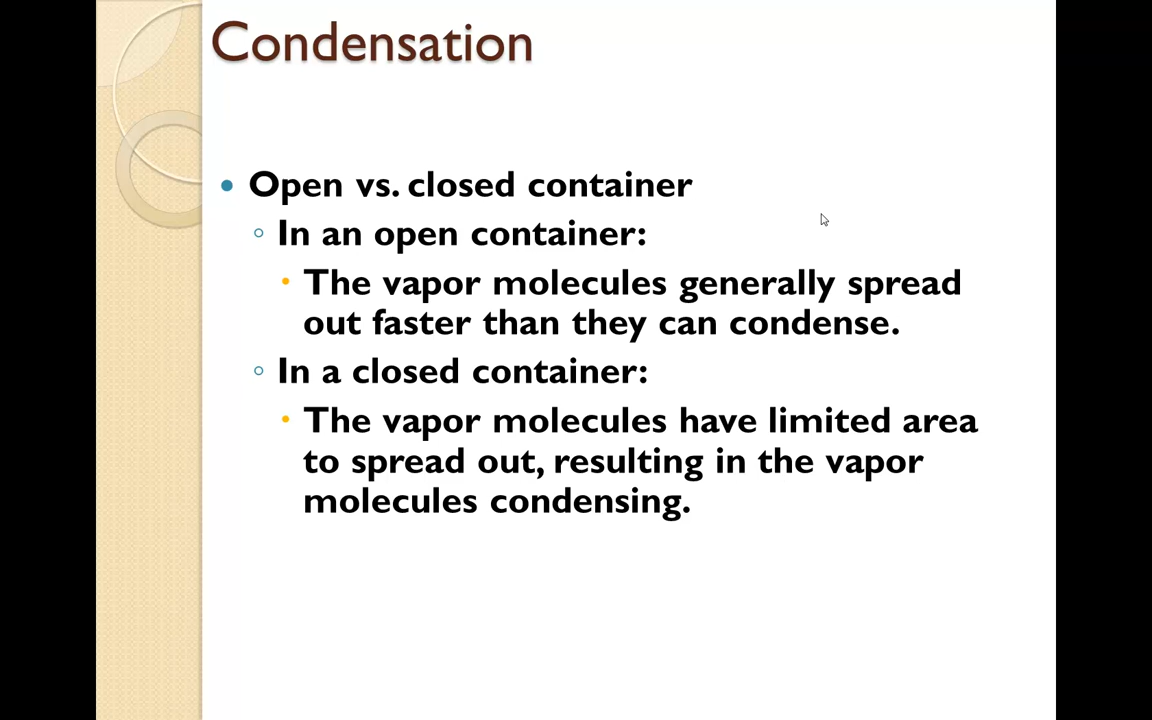 Condensation
Open vs. closed container
In an open container:
The vapor molecules generally spread
out faster than they can condense.
In a closed container:
The vapor molecules have limited area
to spread out, resulting in the vapor
molecules condensing.